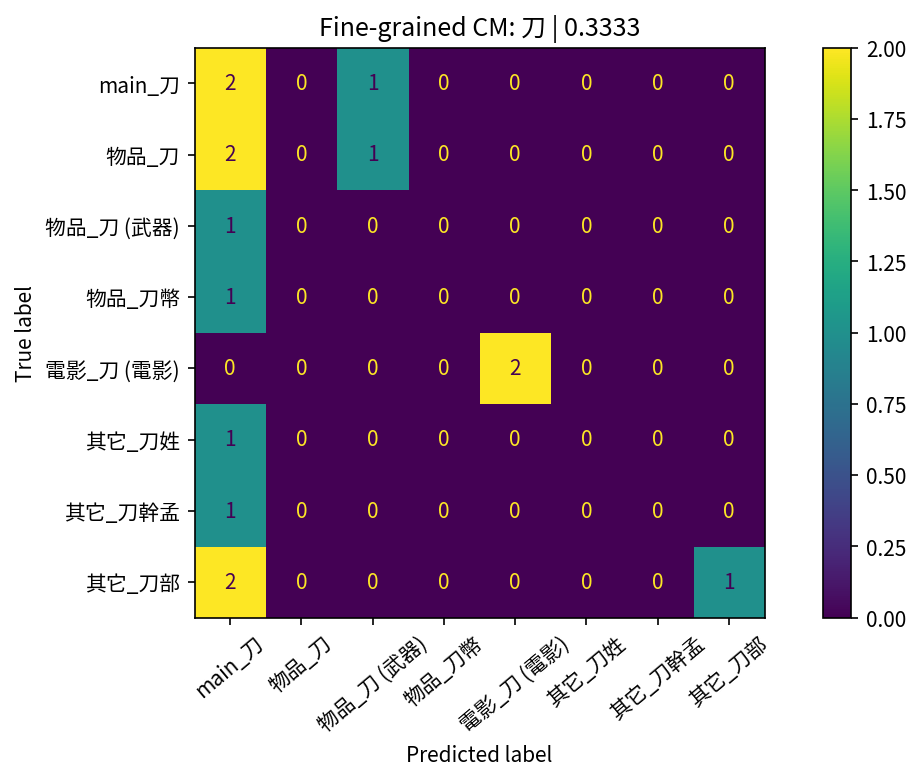 Fine-grained CM: 刀 | 0.3333
True label
main_刀 2 0 1 0 0 0 0 0
物品_刀 2 0 1 0 0 0 0 0
物品_刀 (武器) 1 0 0 0 0 0 0 0
物品_刀幣 1 0 0 0 0 0 0 0
電影_刀 (電影) 0 0 0 0 2 0 0 0
其它_刀姓 1 0 0 0 0 0 0 0
其它_刀幹孟 1 0 0 0 0 0 0 0
其它_刀部 2 0 0 0 0 0 0 1
main_刀
物品_刀
物品_刀 (武器)
物品_刀幣
電影_刀 (電影)
其它_刀姓
其它_刀幹孟
其它_刀部
Predicted label
2.00
1.75
1.50
1.25
1.00
0.75
0.50
0.25
0.00